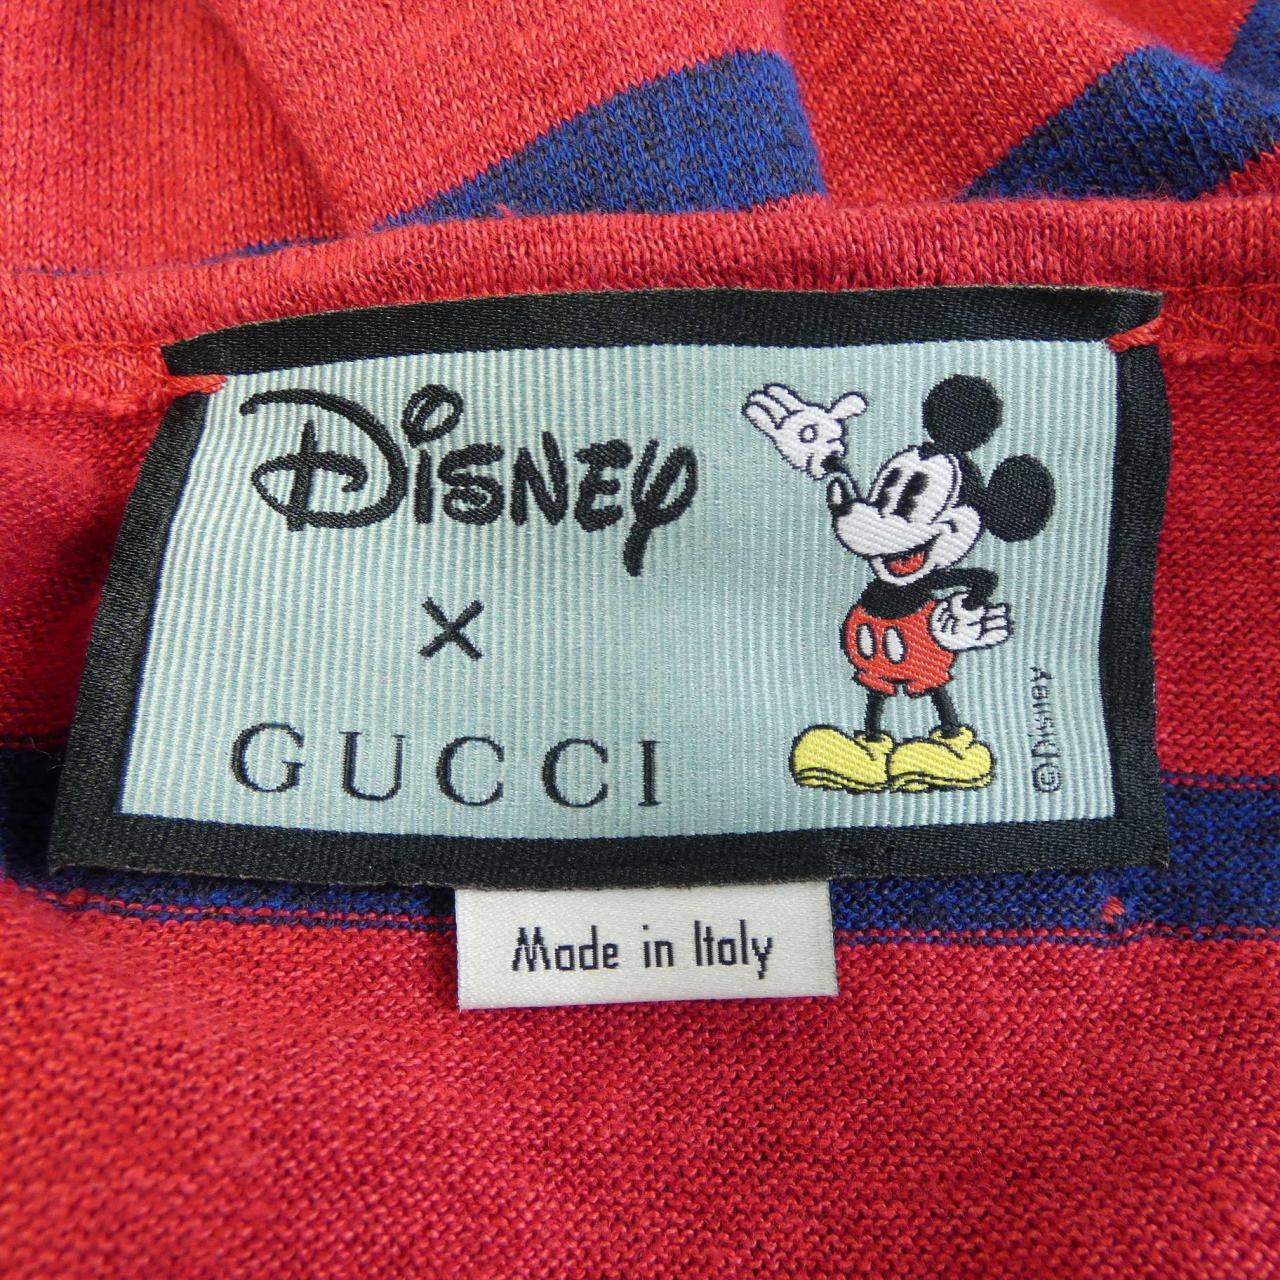 Disney
×
GUCCI
©Disney
Made in Italy